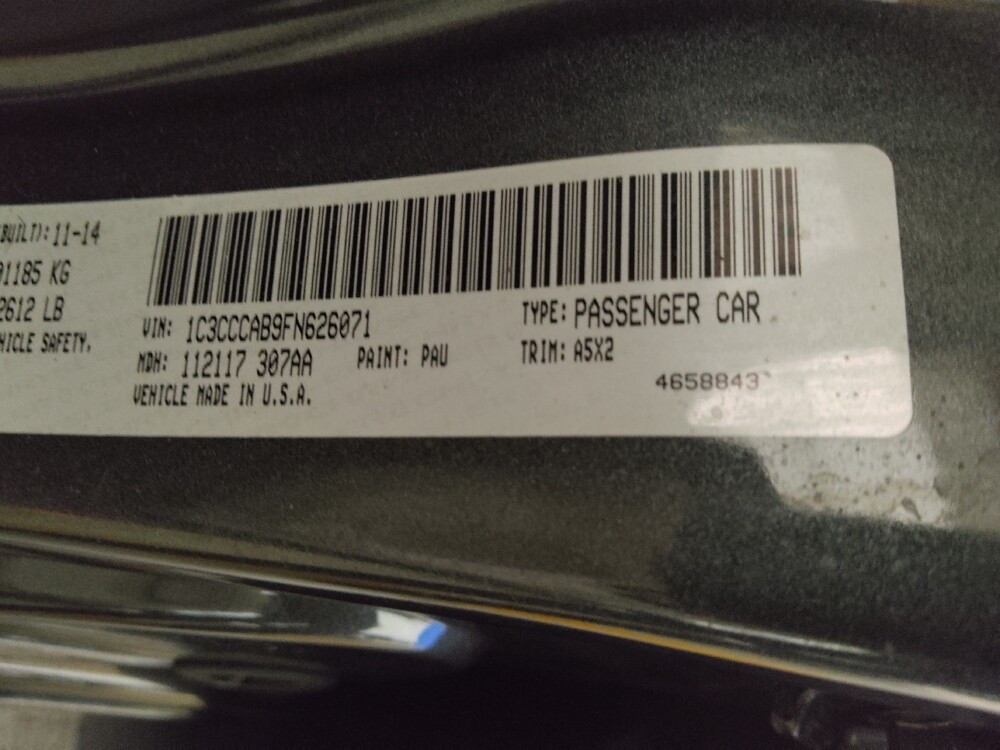 BUILT): 11-14
01185 KG
2612 LB
HICLE SAFETY,
VIN: 1C3CCCAB9FN626071
TYPE: PASSENGER CAR
MDH: 112117 307AA
PAINT: PAU
TRIM: A5X2
VEHICLE MADE IN U.S.A.
4658843